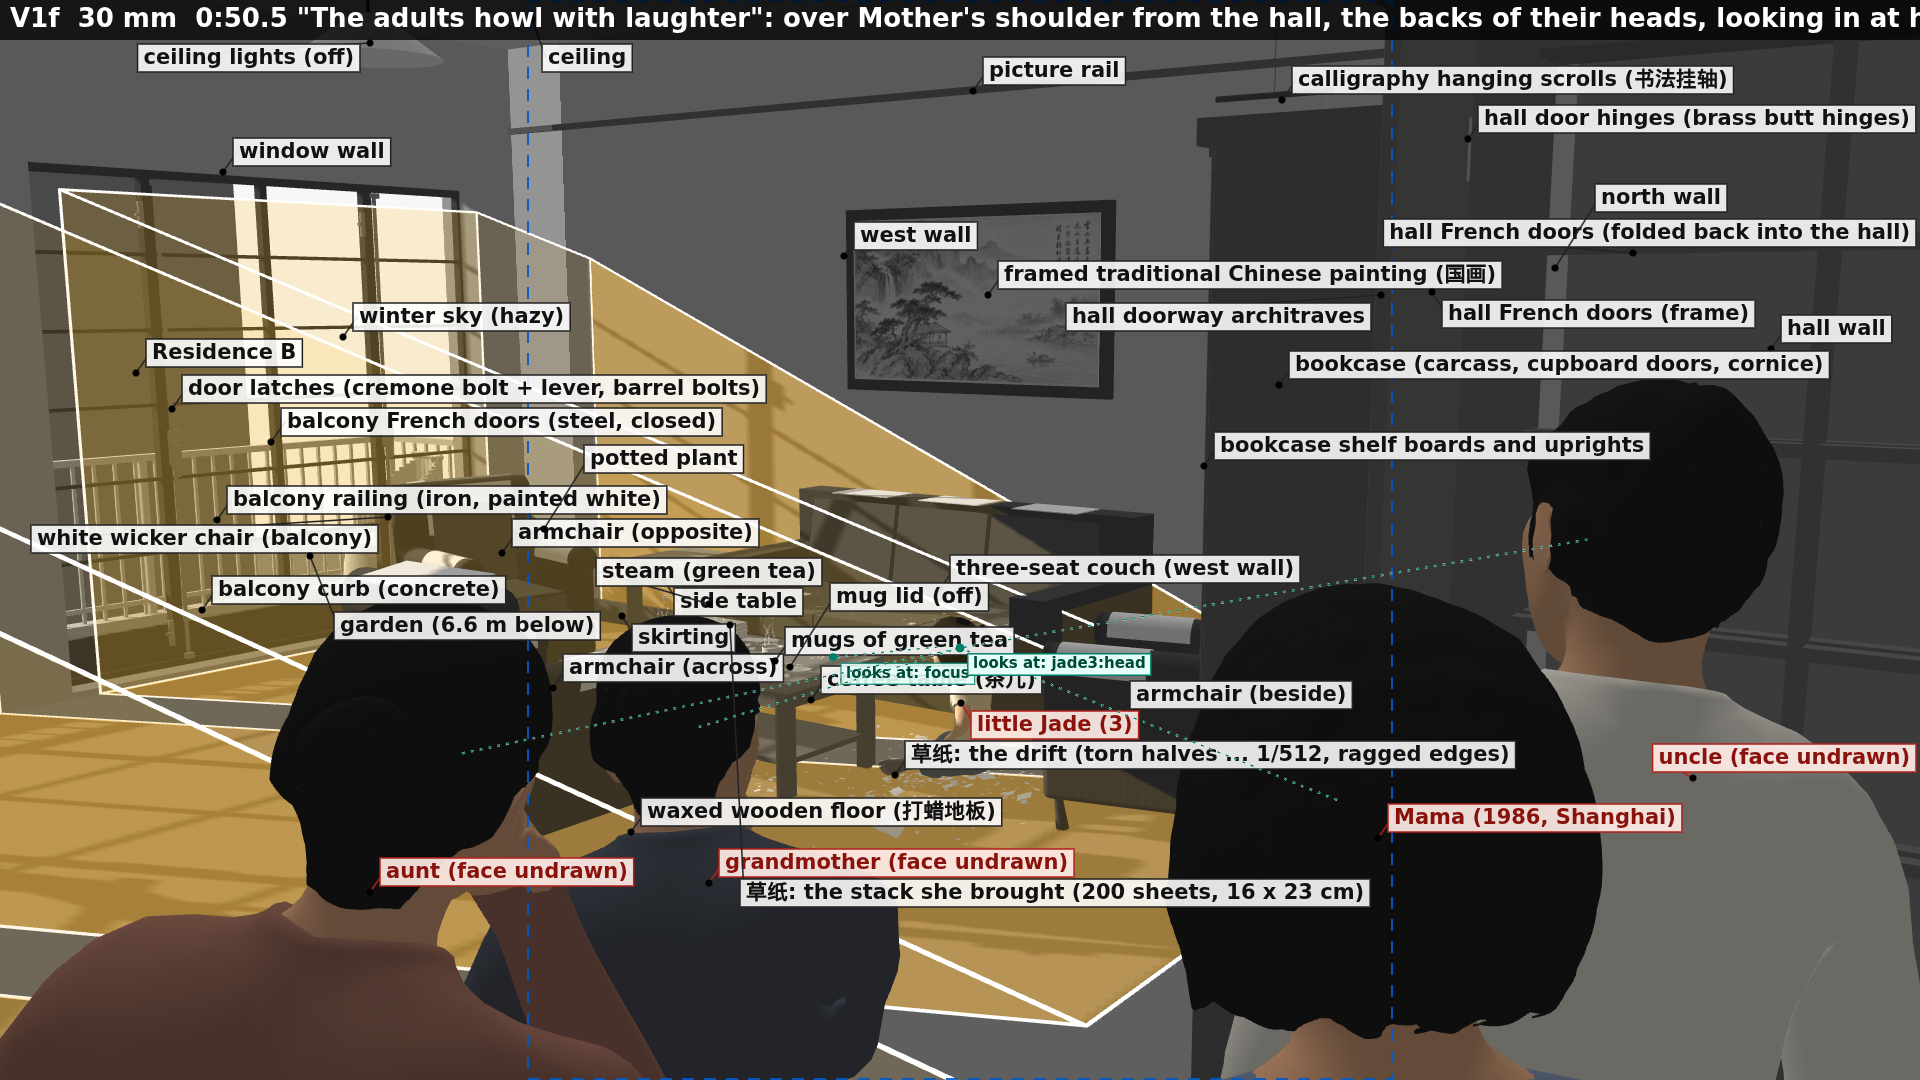 V1f 30 mm 0:50.5 "The adults howl with laughter": over Mother's shoulder from the hall, the backs of their heads, looking in at h
ceiling lights (off)
ceiling
picture rail
calligraphy hanging scrolls (书法挂轴)
hall door hinges (brass butt hinges)
window wall
north wall
west wall
hall French doors (folded back into the hall)
framed traditional Chinese painting (国画)
winter sky (hazy)
hall doorway architraves
hall French doors (frame)
hall wall
Residence B
bookcase (carcass, cupboard doors, cornice)
door latches (cremone bolt + lever, barrel bolts)
balcony French doors (steel, closed)
bookcase shelf boards and uprights
potted plant
balcony railing (iron, painted white)
white wicker chair (balcony)
armchair (opposite)
steam (green tea)
three-seat couch (west wall)
balcony curb (concrete)
side table
mug lid (off)
garden (6.6 m below)
skirting
mugs of green tea
armchair (across)
looks at: focus
looks at: jade3:head
armchair (beside)
little Jade (3)
草纸: the drift (torn halves ... 1/512, ragged edges)
uncle (face undrawn)
waxed wooden floor (打蜡地板)
Mama (1986, Shanghai)
aunt (face undrawn)
grandmother (face undrawn)
草纸: the stack she brought (200 sheets, 16 x 23 cm)